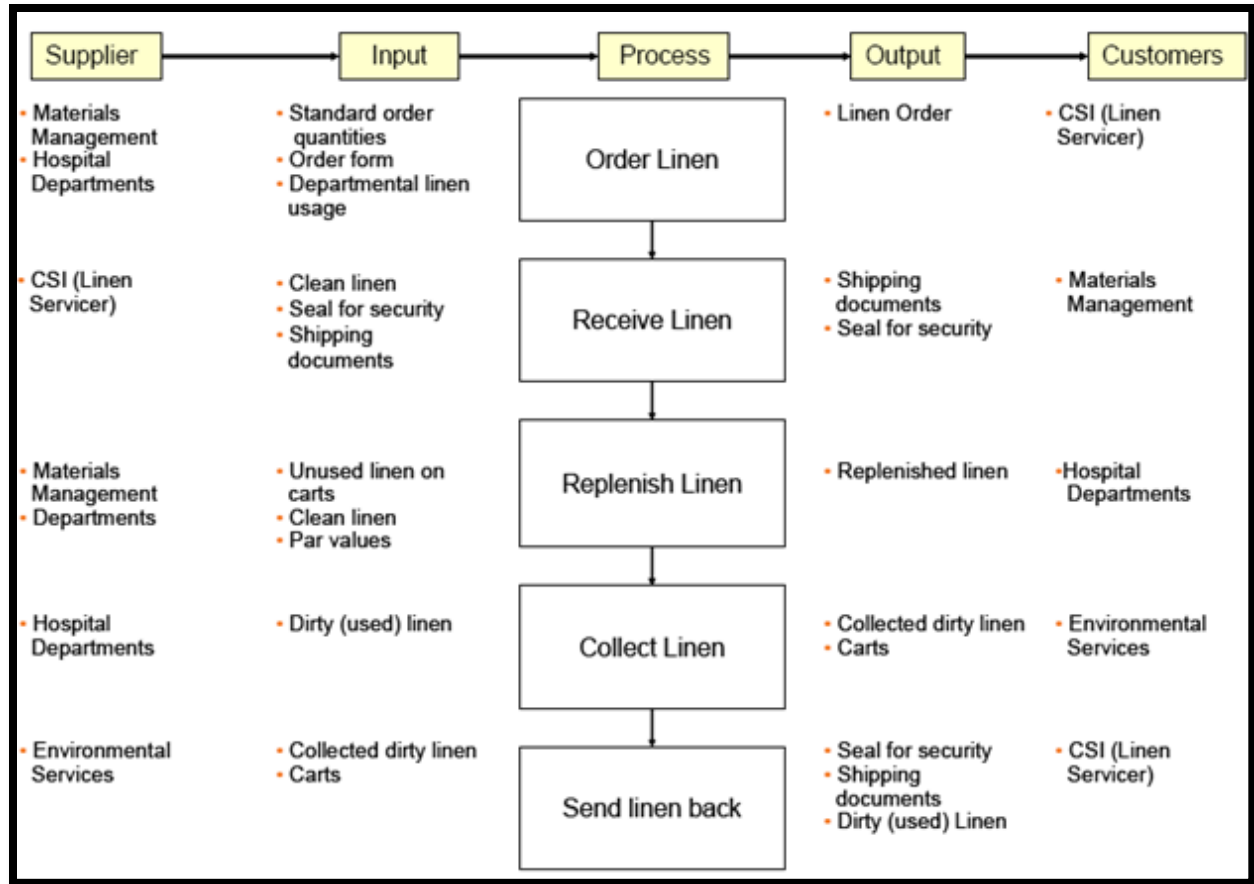 Supplier
Input
Process
Output
Customers
• Materials
Management
• Hospital
Departments
• Standard order
quantities
• Order form
• Departmental linen
usage
Order Linen
• Linen Order
• CSI (Linen
Servicer)
• CSI (Linen
Servicer)
• Clean linen
• Seal for security
• Shipping
documents
Receive Linen
• Shipping
documents
• Seal for security
• Materials
Management
• Materials
Management
• Departments
• Unused linen on
carts
• Clean linen
• Par values
Replenish Linen
• Replenished linen
•Hospital
Departments
• Hospital
Departments
• Dirty (used) linen
Collect Linen
• Collected dirty linen
• Carts
• Environmental
Services
• Environmental
Services
• Collected dirty linen
• Carts
Send linen back
• Seal for security
• Shipping
documents
• Dirty (used) Linen
• CSI (Linen
Servicer)